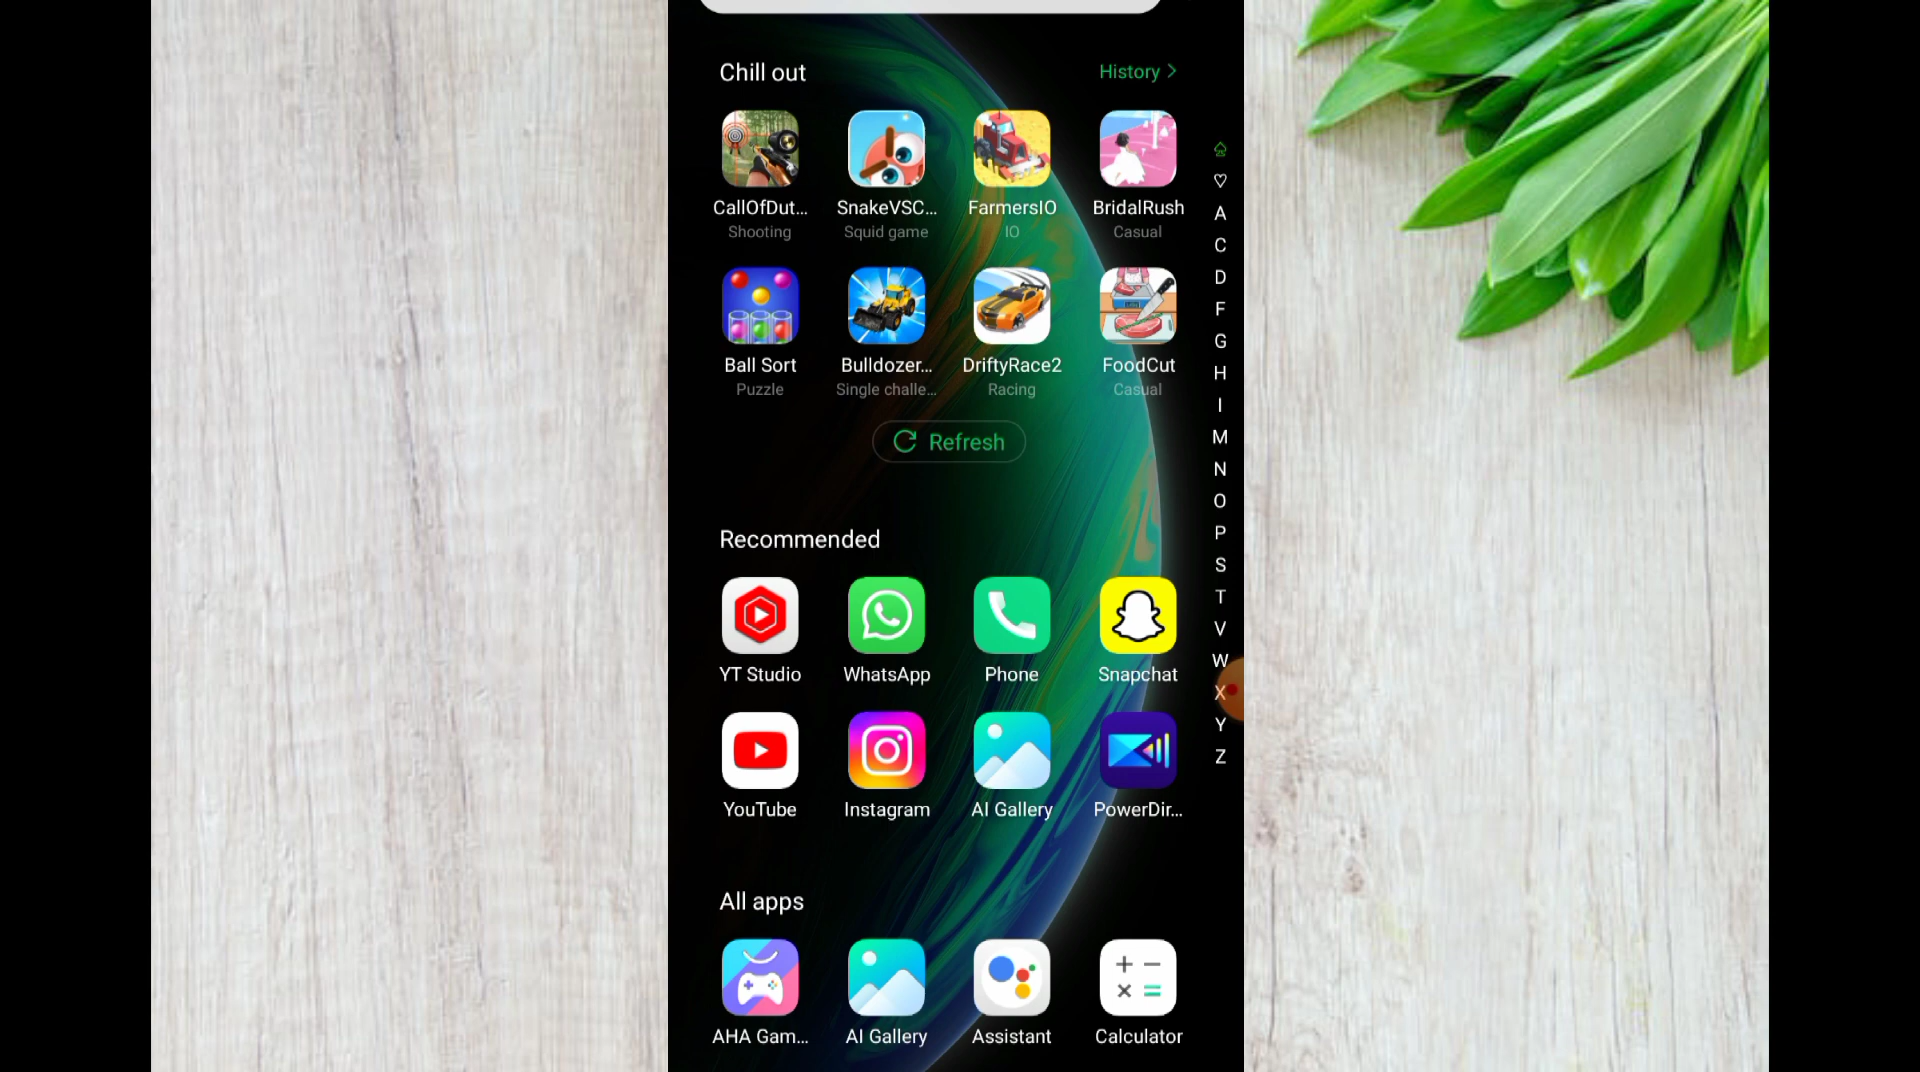 Chill out
History
CallOfDut... SnakeVSC... FarmersIO BridalRush
Shooting Squid game IO Casual
Ball Sort Bulldozer... DriftyRace2 FoodCut
Puzzle Single challe... Racing Casual
Refresh
Recommended
YT Studio WhatsApp Phone Snapchat
YouTube Instagram AI Gallery PowerDir...
All apps
AHA Gam... AI Gallery Assistant Calculator
A
C
D
F
G
H
I
M
N
O
P
S
T
V
W
X
Y
Z